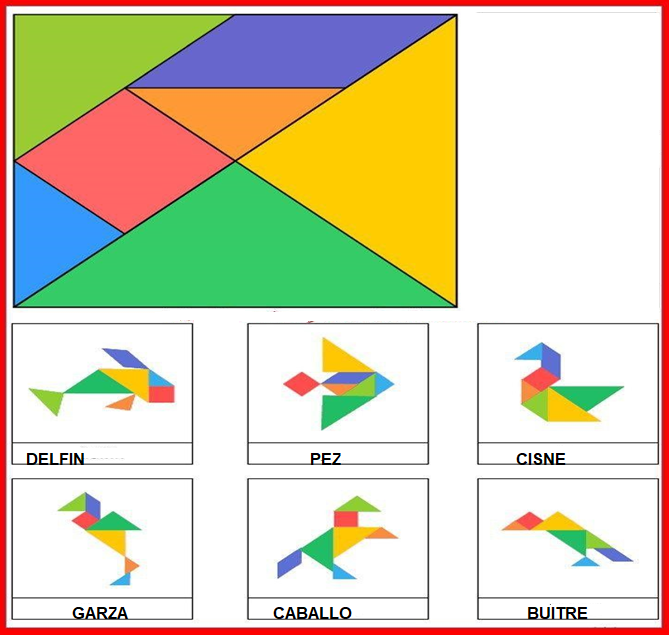 DELFIN
PEZ
CISNE
GARZA
CABALLO
BUITRE